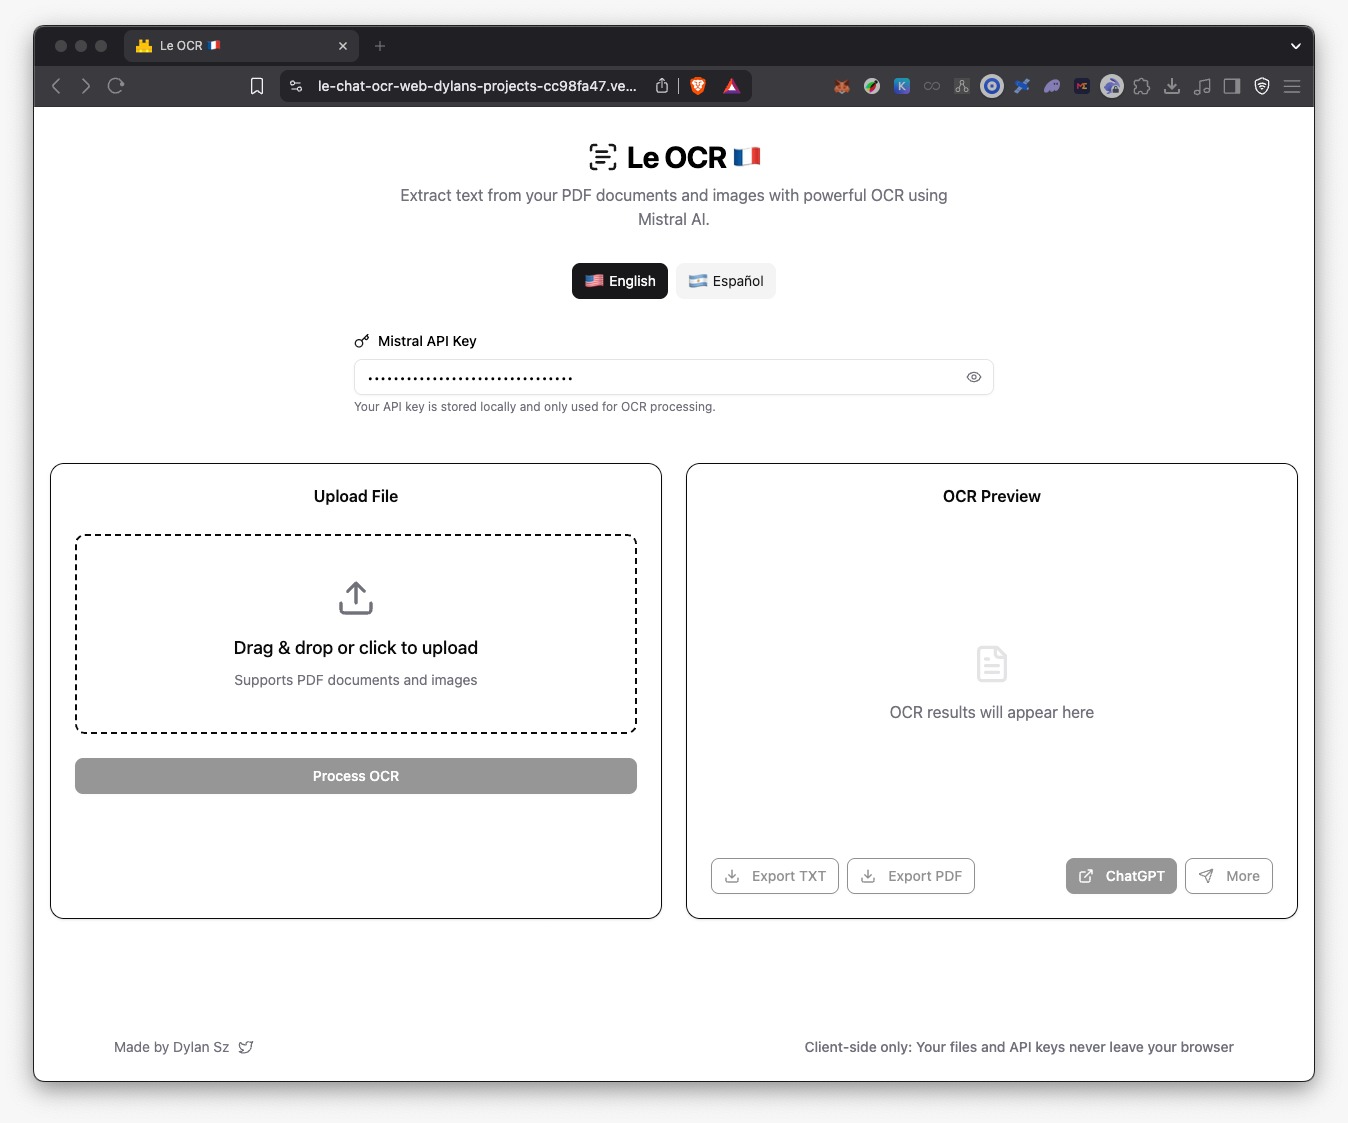 Le OCR 🇫🇷
le-chat-ocr-web-dylans-projects-cc98fa47.ve...
Le OCR 🇫🇷
Extract text from your PDF documents and images with powerful OCR using
Mistral AI.
🇺🇸 English
🇦🇷 Español
Mistral API Key
••••••••••••••••••••••••••••••••
Your API key is stored locally and only used for OCR processing.
Upload File
Drag & drop or click to upload
Supports PDF documents and images
Process OCR
OCR Preview
OCR results will appear here
Export TXT
Export PDF
ChatGPT
More
Made by Dylan Sz
Client-side only: Your files and API keys never leave your browser